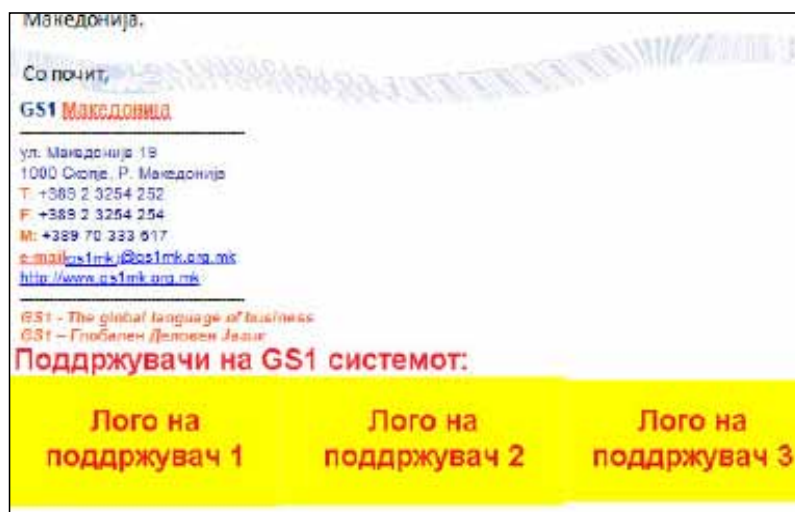 Македонија.
Со почит,
GS1 Македонија
ул. Македонија 19
1000 Скопје, Р. Македонија
T: +389 2 3254 252
F: +389 2 3254 254
M: +389 70 333 617
e-mail:gs1mk@gs1mk.org.mk
http://www.gs1mk.org.mk
GS1 - The global language of business
GS1 – Глобален Деловен Јазик
Поддржувачи на GS1 системот:
Лого на поддржувач 1
Лого на поддржувач 2
Лого на поддржувач 3